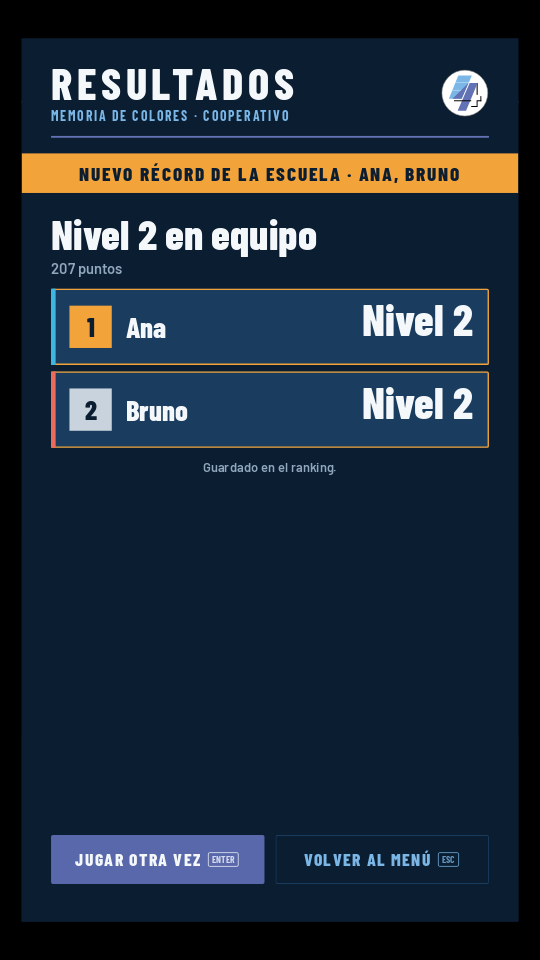 RESULTADOS
MEMORIA DE COLORES · COOPERATIVO
NUEVO RÉCORD DE LA ESCUELA · ANA, BRUNO
Nivel 2 en equipo
207 puntos
1 Ana Nivel 2
2 Bruno Nivel 2
Guardado en el ranking.
JUGAR OTRA VEZ ENTER VOLVER AL MENÚ ESC